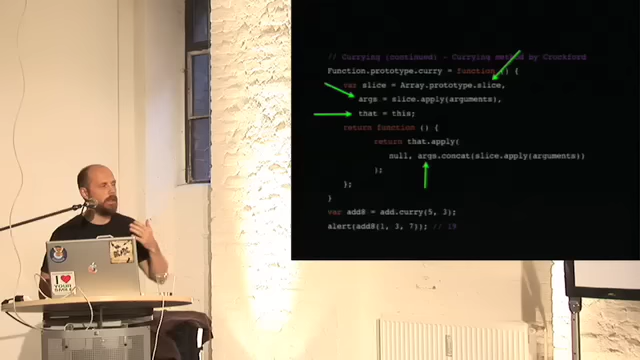 // Currying (continued) - Currying method by Crockford
Function.prototype.curry = function () {
var slice = Array.prototype.slice,
args = slice.apply(arguments),
that = this;
return function () {
return that.apply(
null, args.concat(slice.apply(arguments))
);
};
}
var add8 = add.curry(5, 3);
alert(add8(1, 3, 7)); // 19
I ♥
YOUR
SMILE